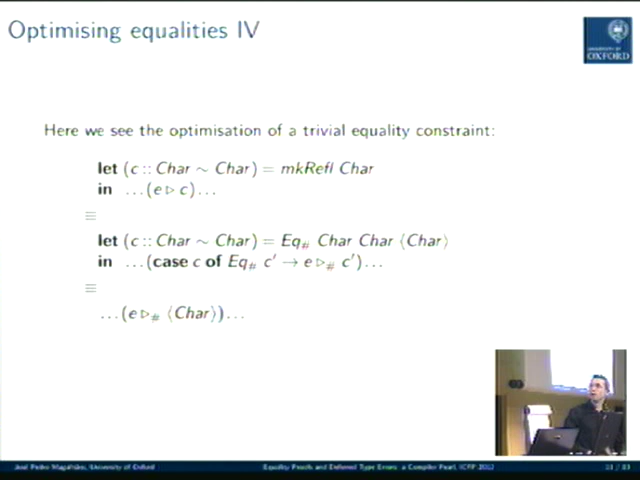 Optimising equalities IV
UNIVERSITY OF
OXFORD
Here we see the optimisation of a trivial equality constraint:
let (c :: Char ∼ Char) = mkRefl Char
in …(e ▷ c)…
≡
let (c :: Char ∼ Char) = Eq# Char Char ⟨Char⟩
in …(case c of Eq# c′ → e ▷# c′)…
≡
…(e ▷# ⟨Char⟩)…
José Pedro Magalhães, University of Oxford
Equality Proofs and Deferred Type Errors: a Compiler Pearl, ICFP 2012